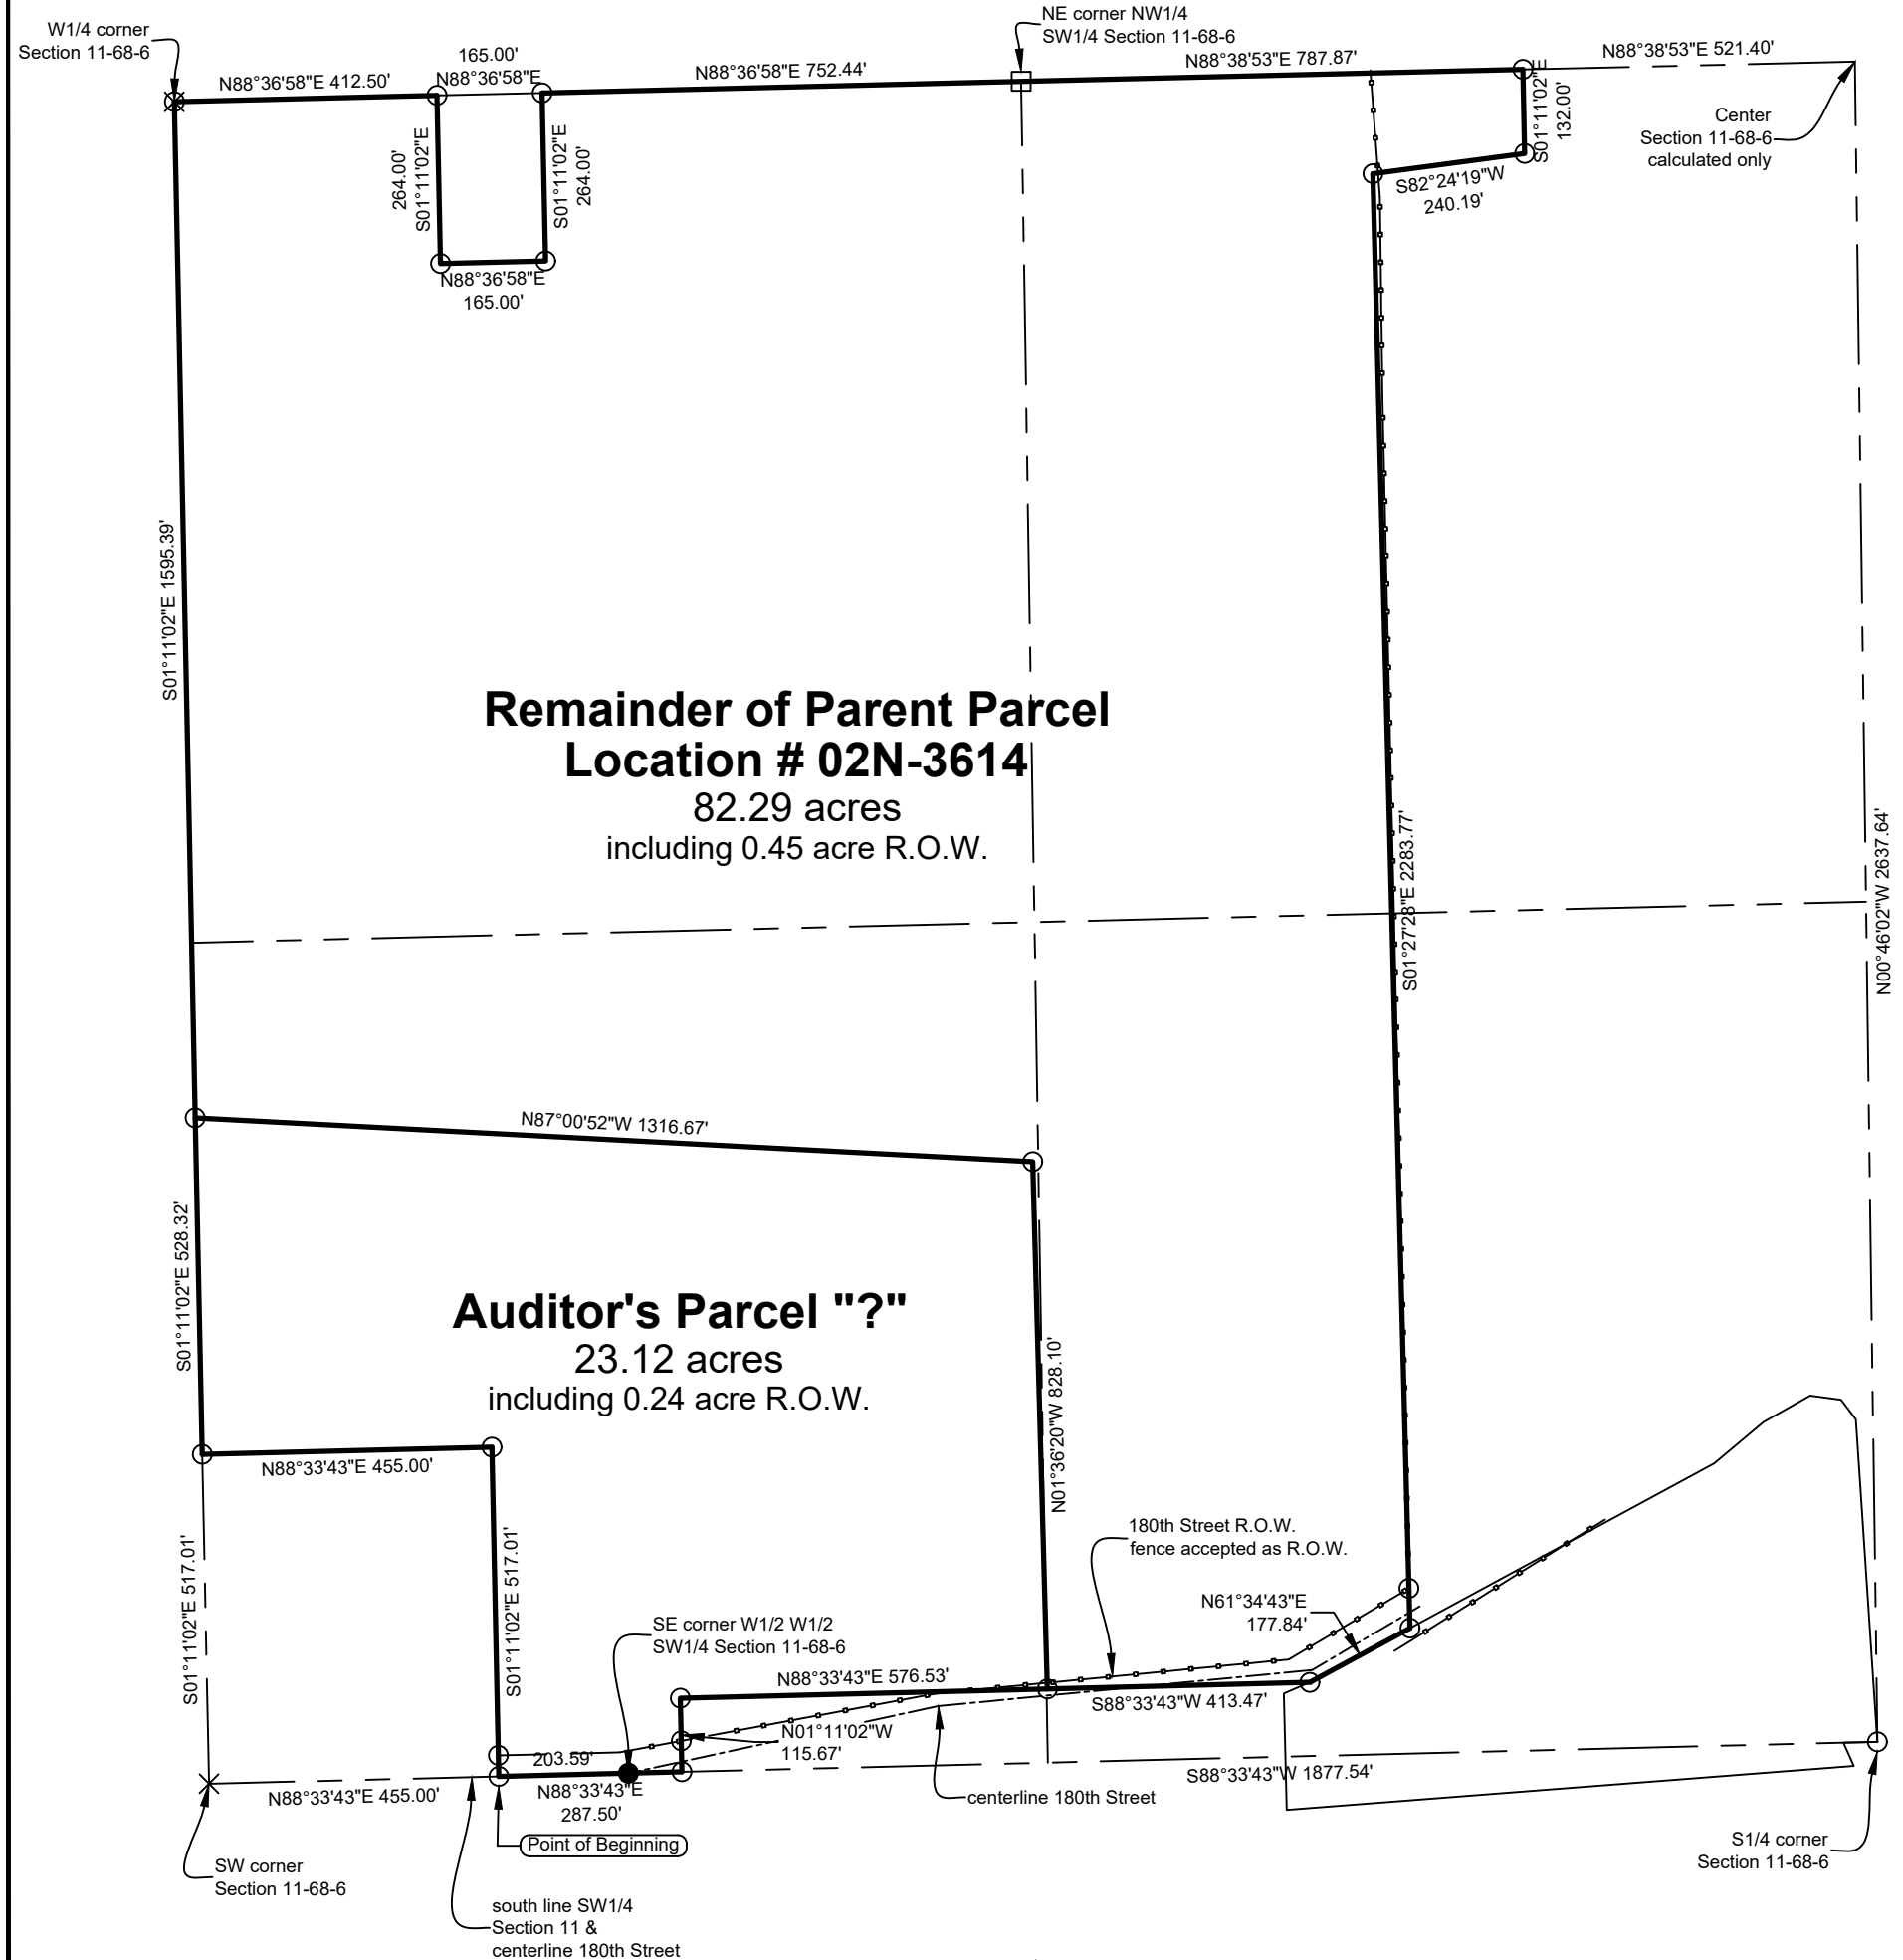 W1/4 corner
Section 11-68-6
N88°36'58"E 412.50'
165.00'
N88°36'58"E
N88°36'58"E 752.44'
NE corner NW1/4
SW1/4 Section 11-68-6
N88°38'53"E 787.87'
N88°38'53"E 521.40'
Center
Section 11-68-6
calculated only
S01°11'02"E
132.00'
S82°24'19"W
240.19'
264.00'
S01°11'02"E
S01°11'02"E
264.00'
N88°36'58"E
165.00'
S01°11'02"E 1595.39'
Remainder of Parent Parcel
Location # 02N-3614
82.29 acres
including 0.45 acre R.O.W.
S01°27'28"E 2283.77'
N00°46'02"W 2637.64'
N87°00'52"W 1316.67'
S01°11'02"E 528.32'
Auditor's Parcel "?"
23.12 acres
including 0.24 acre R.O.W.
N01°36'20"W 828.10'
N88°33'43"E 455.00'
S01°11'02"E 517.01'
S01°11'02"E 517.01'
180th Street R.O.W.
fence accepted as R.O.W.
N61°34'43"E
177.84'
SE corner W1/2 W1/2
SW1/4 Section 11-68-6
N88°33'43"E 576.53'
S88°33'43"W 413.47'
N01°11'02"W
115.67'
203.59'
N88°33'43"E
287.50'
N88°33'43"E 455.00'
S88°33'43"W 1877.54'
centerline 180th Street
Point of Beginning
SW corner
Section 11-68-6
S1/4 corner
Section 11-68-6
south line SW1/4
Section 11 &
centerline 180th Street